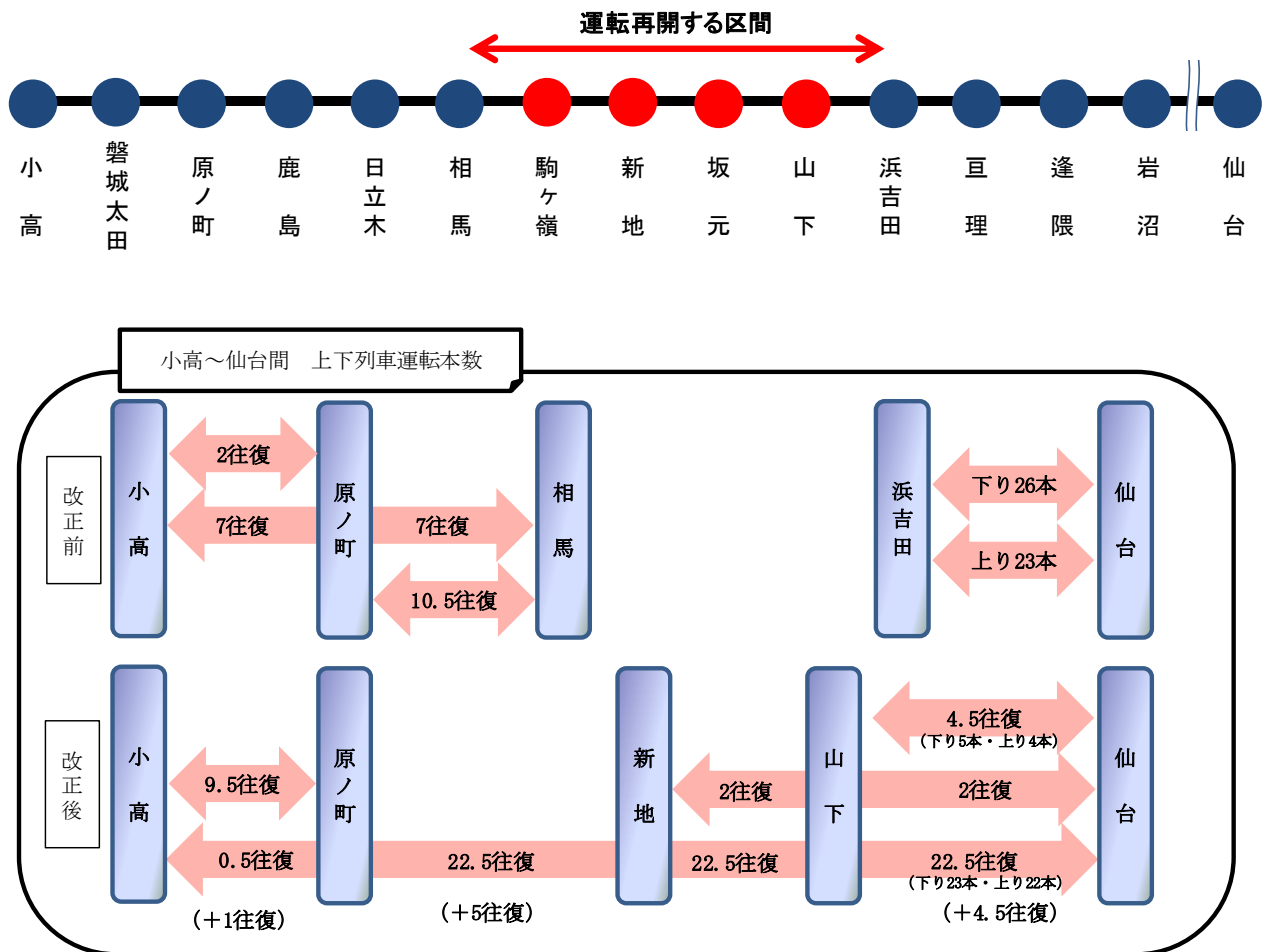 運転再開する区間
小高
磐城太田
原ノ町
鹿島
日立木
相馬
駒ヶ嶺
新地
坂元
山下
浜吉田
亘理
逢隈
岩沼
仙台
小高～仙台間 上下列車運転本数
改正前
小高
2往復
7往復
原ノ町
7往復
10.5往復
相馬
浜吉田
下り26本
上り23本
仙台
改正後
小高
9.5往復
0.5往復
(＋1往復)
原ノ町
22.5往復
(＋5往復)
新地
2往復
22.5往復
山下
4.5往復
(下り5本・上り4本)
2往復
22.5往復
(下り23本・上り22本)
(＋4.5往復)
仙台